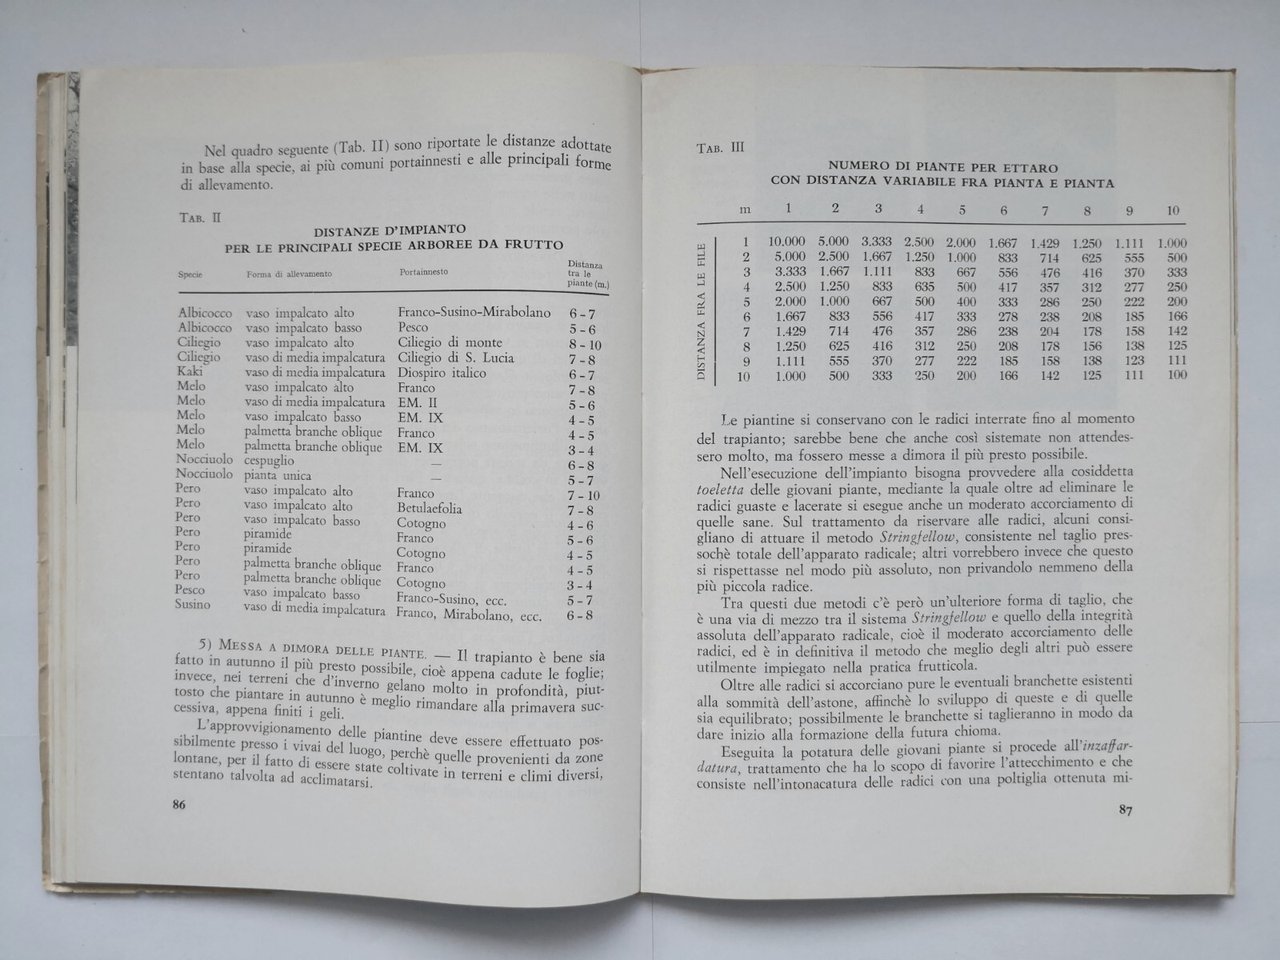 Nel quadro seguente (Tab. II) sono riportate le distanze adottate
in base alla specie, ai più comuni portainnesti e alle principali forme
di allevamento.
TAB. II
DISTANZE D'IMPIANTO
PER LE PRINCIPALI SPECIE ARBOREE DA FRUTTO
Specie Forma di allevamento Portainnesto Distanza tra le piante (m.)
Albicocco vaso impalcato alto Franco-Susino-Mirabolano 6-7
Albicocco vaso impalcato basso Pesco 5-6
Ciliegio vaso impalcato alto Ciliegio di monte 8-10
Ciliegio vaso di media impalcatura Ciliegio di S. Lucia 7-8
Kaki vaso di media impalcatura Diospiro italico 6-7
Melo vaso impalcato alto Franco 7-8
Melo vaso di media impalcatura EM. II 5-6
Melo vaso impalcato basso EM. IX 4-5
Melo palmetta branche oblique Franco 4-5
Melo palmetta branche oblique EM. IX 3-4
Nocciuolo cespuglio — 6-8
Nocciuolo pianta unica — 5-7
Pero vaso impalcato alto Franco 7-10
Pero vaso impalcato alto Betulaefolia 7-8
Pero vaso impalcato basso Cotogno 4-6
Pero piramide Franco 5-6
Pero piramide Cotogno 4-5
Pero palmetta branche oblique Franco 4-5
Pero palmetta branche oblique Cotogno 3-4
Pesco vaso impalcato basso Franco-Susino, ecc. 5-7
Susino vaso di media impalcatura Franco, Mirabolano, ecc. 6-8
5) MESSA A DIMORA DELLE PIANTE. — Il trapianto è bene sia
fatto in autunno il più presto possibile, cioè appena cadute le foglie;
invece, nei terreni che d'inverno gelano molto in profondità, piut-
tosto che piantare in autunno è meglio rimandare alla primavera suc-
cessiva, appena finiti i geli.
L'approvvigionamento delle piantine deve essere effettuato pos-
sibilmente presso i vivai del luogo, perchè quelle provenienti da zone
lontane, per il fatto di essere state coltivate in terreni e climi diversi,
stentano talvolta ad acclimatarsi.
86
TAB. III
NUMERO DI PIANTE PER ETTARO
CON DISTANZA VARIABILE FRA PIANTA E PIANTA
m 1 2 3 4 5 6 7 8 9 10
DISTANZA FRA LE FILE
1 10.000 5.000 3.333 2.500 2.000 1.667 1.429 1.250 1.111 1.000
2 5.000 2.500 1.667 1.250 1.000 833 714 625 555 500
3 3.333 1.667 1.111 833 667 556 476 416 370 333
4 2.500 1.250 833 635 500 417 357 312 277 250
5 2.000 1.000 667 500 400 333 286 250 222 200
6 1.667 833 556 417 333 278 238 208 185 166
7 1.429 714 476 357 286 238 204 178 158 142
8 1.250 625 416 312 250 208 178 156 138 125
9 1.111 555 370 277 222 185 158 138 123 111
10 1.000 500 333 250 200 166 142 125 111 100
Le piantine si conservano con le radici interrate fino al momento
del trapianto; sarebbe bene che anche così sistemate non attendes-
sero molto, ma fossero messe a dimora il più presto possibile.
Nell'esecuzione dell'impianto bisogna provvedere alla cosiddetta
toeletta delle giovani piante, mediante la quale oltre ad eliminare le
radici guaste e lacerate si esegue anche un moderato accorciamento di
quelle sane. Sul trattamento da riservare alle radici, alcuni consi-
gliano di attuare il metodo Stringfellow, consistente nel taglio pres-
sochè totale dell'apparato radicale; altri vorrebbero invece che questo
si rispettasse nel modo più assoluto, non privandolo nemmeno della
più piccola radice.
Tra questi due metodi c'è però un'ulteriore forma di taglio, che
è una via di mezzo tra il sistema Stringfellow e quello della integrità
assoluta dell'apparato radicale, cioè il moderato accorciamento delle
radici, ed è in definitiva il metodo che meglio degli altri può essere
utilmente impiegato nella pratica frutticola.
Oltre alle radici si accorciano pure le eventuali branchette esistenti
alla sommità dell'astone, affinchè lo sviluppo di queste e di quelle
sia equilibrato; possibilmente le branchette si taglieranno in modo da
dare inizio alla formazione della futura chioma.
Eseguita la potatura delle giovani piante si procede all'inzaffar-
datura, trattamento che ha lo scopo di favorire l'attecchimento e che
consiste nell'intonacatura delle radici con una poltiglia ottenuta mi-
87